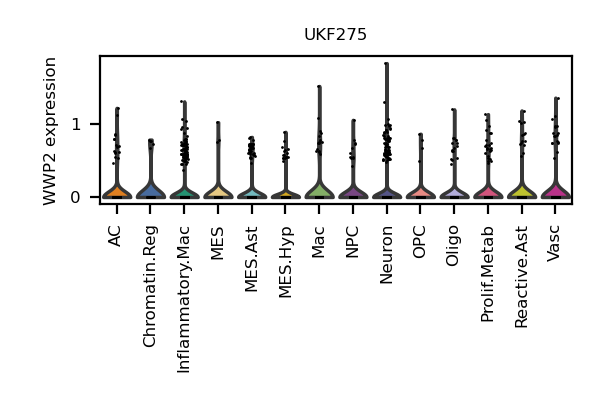 UKF275
WWP2 expression
1
0
AC
Chromatin.Reg
Inflammatory.Mac
MES
MES.Ast
MES.Hyp
Mac
NPC
Neuron
OPC
Oligo
Prolif.Metab
Reactive.Ast
Vasc